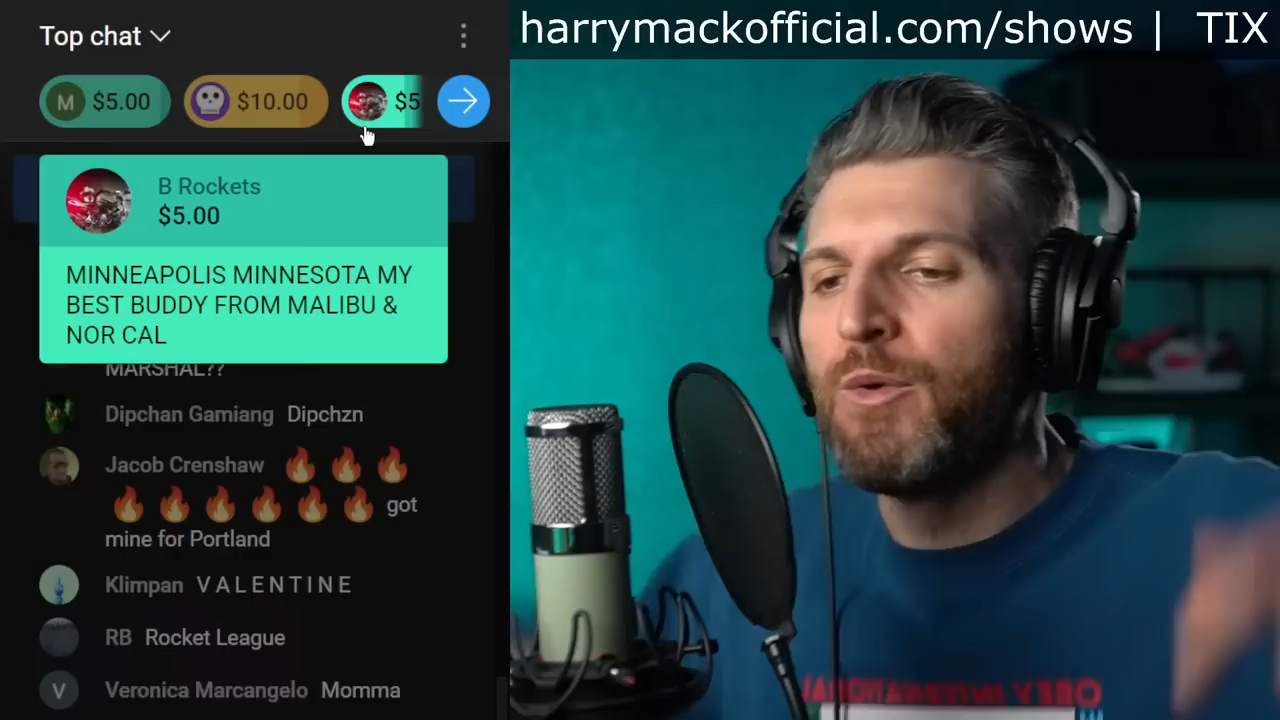 Top chat
harrymackofficial.com/shows | TIX
M $5.00 $10.00 $5
B Rockets
$5.00
MINNEAPOLIS MINNESOTA MY
BEST BUDDY FROM MALIBU &
NOR CAL
MARSHAL??
Dipchan Gamiang Dipchzn
Jacob Crenshaw 🔥 🔥 🔥
🔥 🔥 🔥 🔥 🔥 🔥 got
mine for Portland
Klimpan V A L E N T I N E
RB Rocket League
V Veronica Marcangelo Momma
OBEY INTERNATIONAL